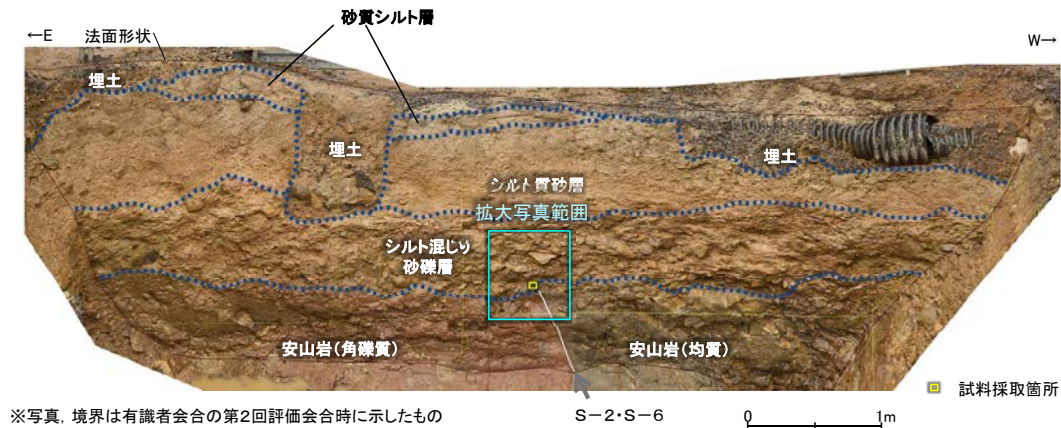 砂質シルト層
←E
法面形状
W→
埋土
埋土
埋土
シルト質砂層
拡大写真範囲
シルト混じり
砂礫層
安山岩(角礫質)
安山岩(均質)
試料採取箇所
※写真，境界は有識者会合の第2回評価会合時に示したもの
S－2・S－6
0
1m